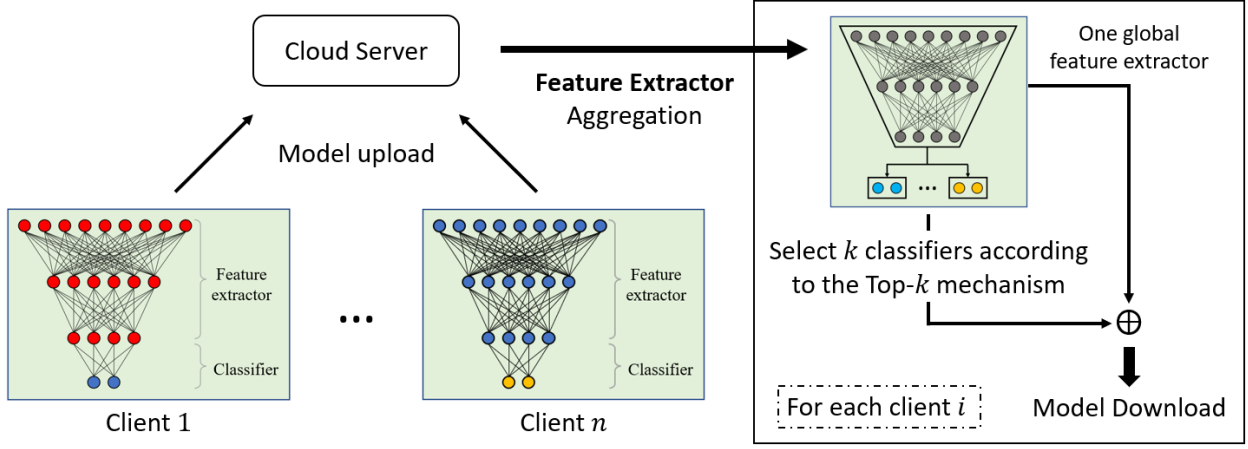 Cloud Server
Feature Extractor
Aggregation
Model upload
Feature
extractor
Classifier
Client 1
...
Feature
extractor
Classifier
Client n
One global
feature extractor
...
Select k classifiers according
to the Top-k mechanism
For each client i
Model Download